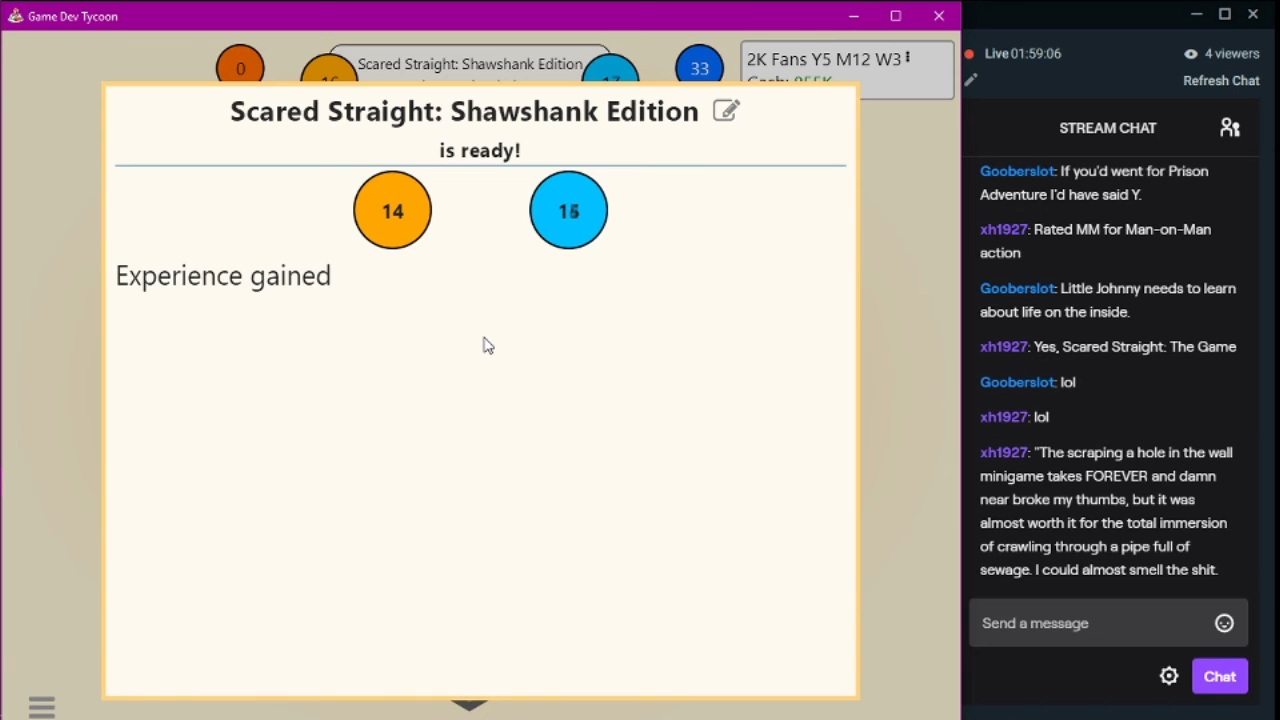 Game Dev Tycoon
0
Scared Straight: Shawshank Edition
33
2K Fans Y5 M12 W3
Scared Straight: Shawshank Edition
is ready!
14
Experience gained
Live 01:59:06
4 viewers
Refresh Chat
STREAM CHAT
Gooberslot: If you'd went for Prison
Adventure I'd have said Y.
xh1927: Rated MM for Man-on-Man
action
Gooberslot: Little Johnny needs to learn
about life on the inside.
xh1927: Yes, Scared Straight: The Game
Gooberslot: lol
xh1927: lol
xh1927: "The scraping a hole in the wall
minigame takes FOREVER and damn
near broke my thumbs, but it was
almost worth it for the total immersion
of crawling through a pipe full of
sewage. I could almost smell the shit.
Send a message
Chat